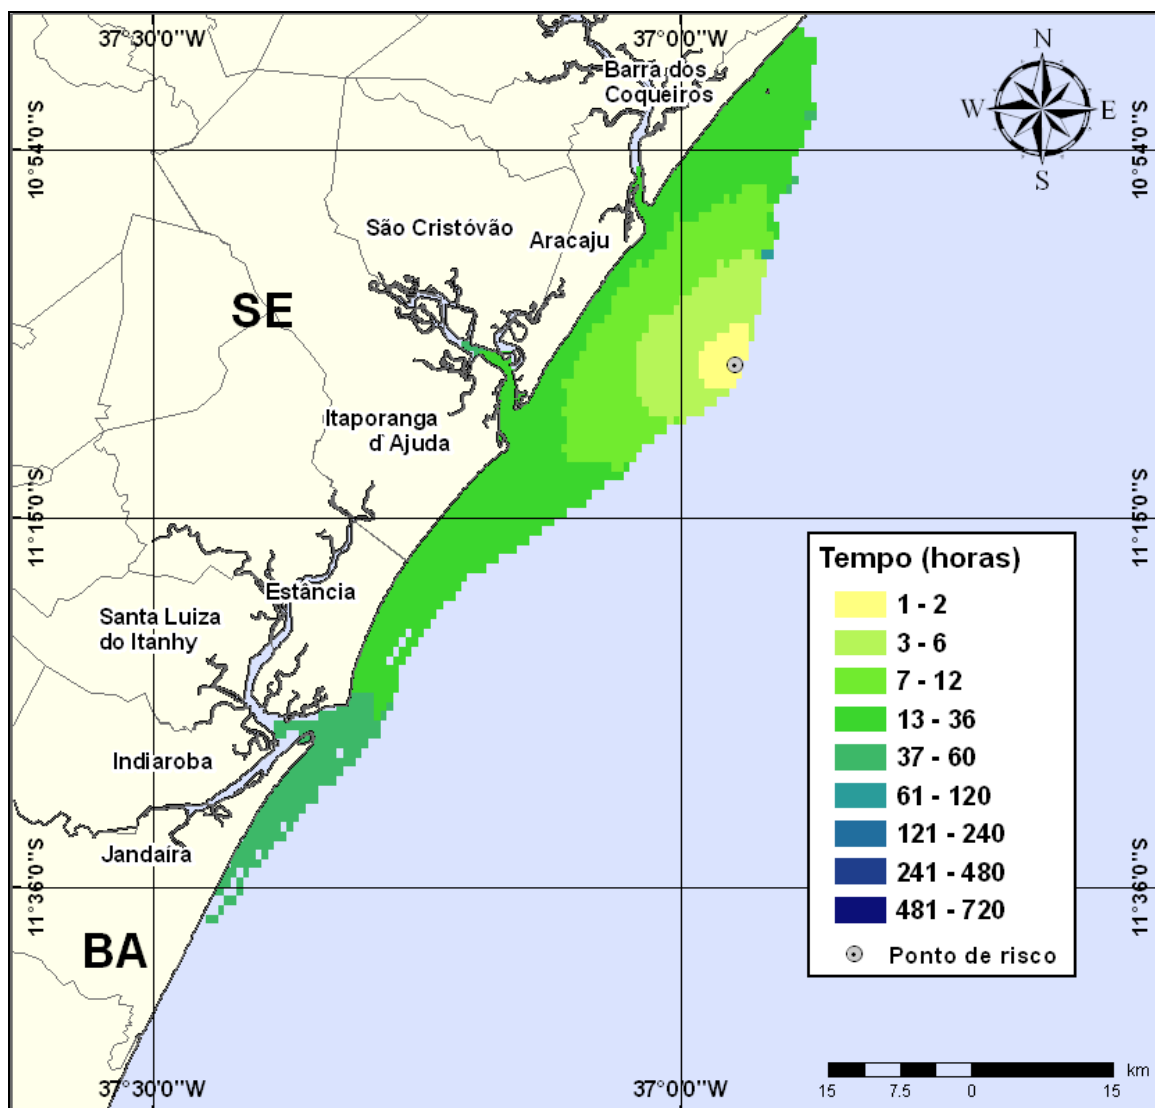 37°30'0"W
37°0'0"W
N
W
E
S
Barra dos
Coqueiros
10°54'0"S
10°54'0"S
São Cristóvão
Aracaju
SE
Itaporanga
d`Ajuda
11°15'0"S
11°15'0"S
Estância
Santa Luiza
do Itanhy
Indiaroba
Jandaíra
11°36'0"S
11°36'0"S
BA
Tempo (horas)
1 - 2
3 - 6
7 - 12
13 - 36
37 - 60
61 - 120
121 - 240
241 - 480
481 - 720
Ponto de risco
37°30'0"W
37°0'0"W
km
15 7.5 0 15